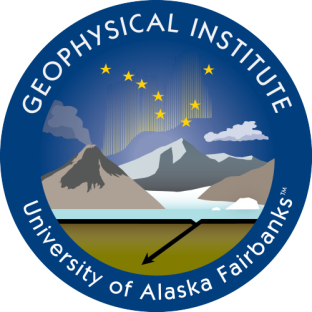 GEOPHYSICAL INSTITUTE
University of Alaska Fairbanks™